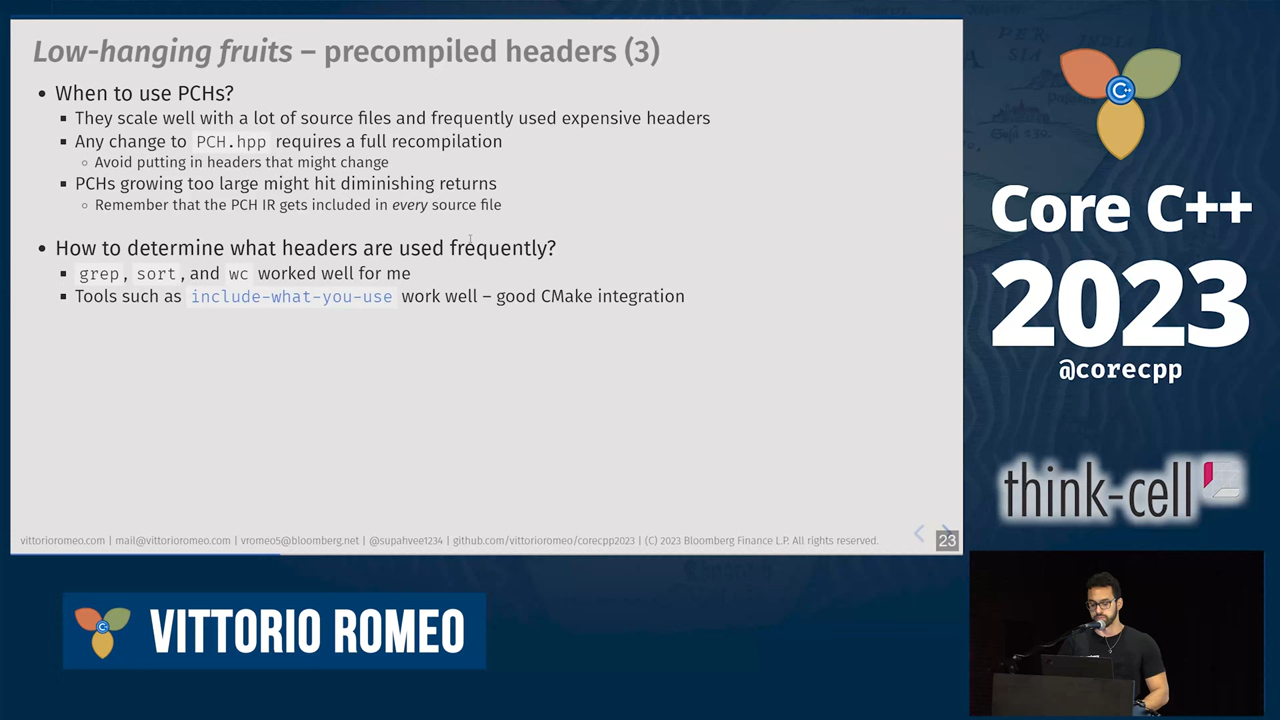 Low-hanging fruits – precompiled headers (3)
• When to use PCHs?
▪ They scale well with a lot of source files and frequently used expensive headers
▪ Any change to PCH.hpp requires a full recompilation
◦ Avoid putting in headers that might change
▪ PCHs growing too large might hit diminishing returns
◦ Remember that the PCH IR gets included in every source file
• How to determine what headers are used frequently?
▪ grep, sort, and wc worked well for me
▪ Tools such as include-what-you-use work well – good CMake integration
vittorioromeo.com | mail@vittorioromeo.com | vromeo5@bloomberg.net | @supahvee1234 | github.com/vittorioromeo/corecpp2023 | (C) 2023 Bloomberg Finance L.P. All rights reserved.
23
C++
Core C++
2023
@corecpp
think-cell
C++
VITTORIO ROMEO